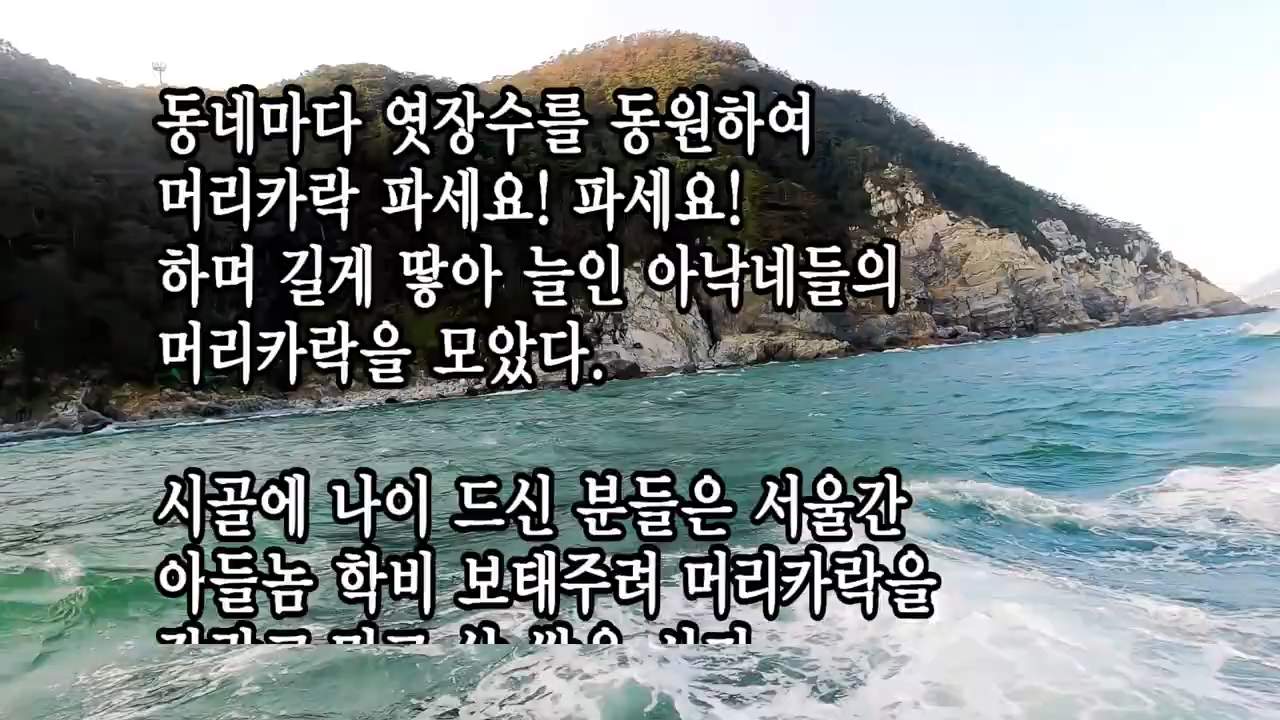 동네마다 엿장수를 동원하여
머리카락 파세요! 파세요!
하며 길게 땋아 늘인 아낙네들의
머리카락을 모았다.
시골에 나이 드신 분들은 서울간
아들놈 학비 보태주려 머리카락을